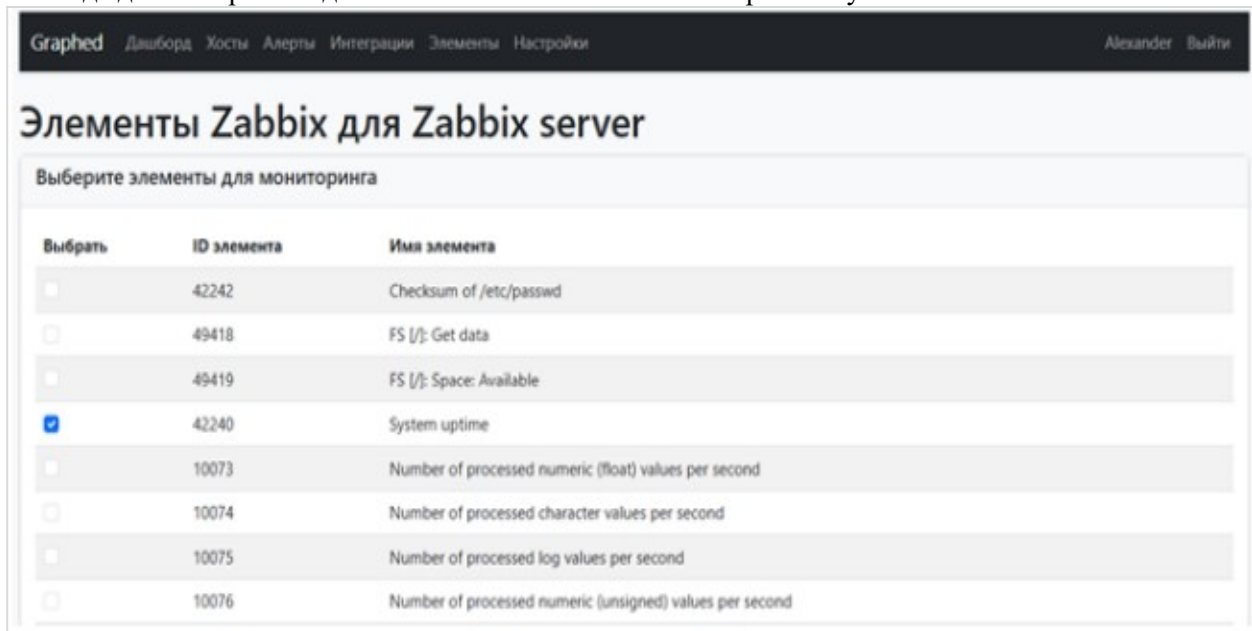 Graphed Дашборд Хосты Алерты Интеграции Элементы Настройки Alexander Выйти
Элементы Zabbix для Zabbix server
Выберите элементы для мониторинга
Выбрать ID элемента Имя элемента
42242 Checksum of /etc/passwd
49418 FS [/]: Get data
49419 FS [/]: Space: Available
42240 System uptime
10073 Number of processed numeric (float) values per second
10074 Number of processed character values per second
10075 Number of processed log values per second
10076 Number of processed numeric (unsigned) values per second